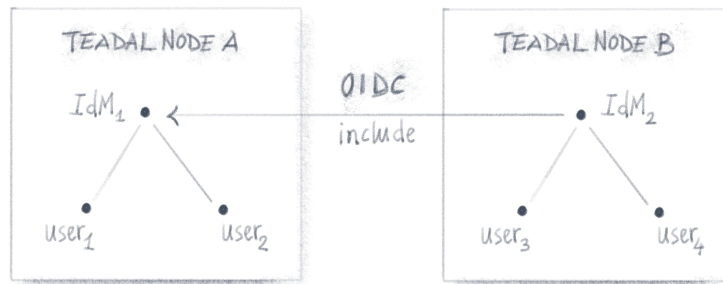 TEADAL NODE A
TEADAL NODE B
OIDC
include
IdM₁
IdM₂
user₁
user₂
user₃
user₄